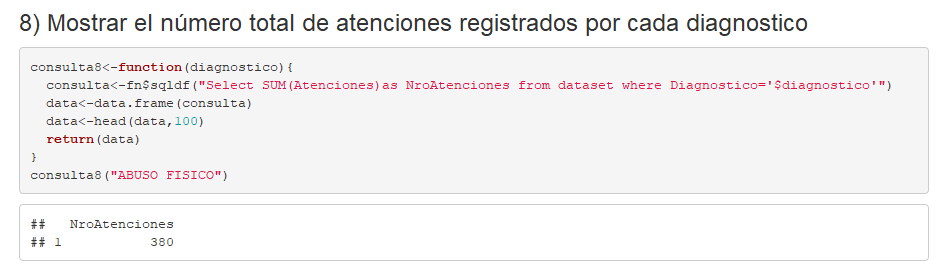 8) Mostrar el número total de atenciones registrados por cada diagnostico
consulta8<-function(diagnostico){
  consulta<-fn$sqldf("Select SUM(Atenciones)as NroAtenciones from dataset where Diagnostico='$diagnostico'")
  data<-data.frame(consulta)
  data<-head(data,100)
  return(data)
}
consulta8("ABUSO FISICO")
##   NroAtenciones
## 1           380